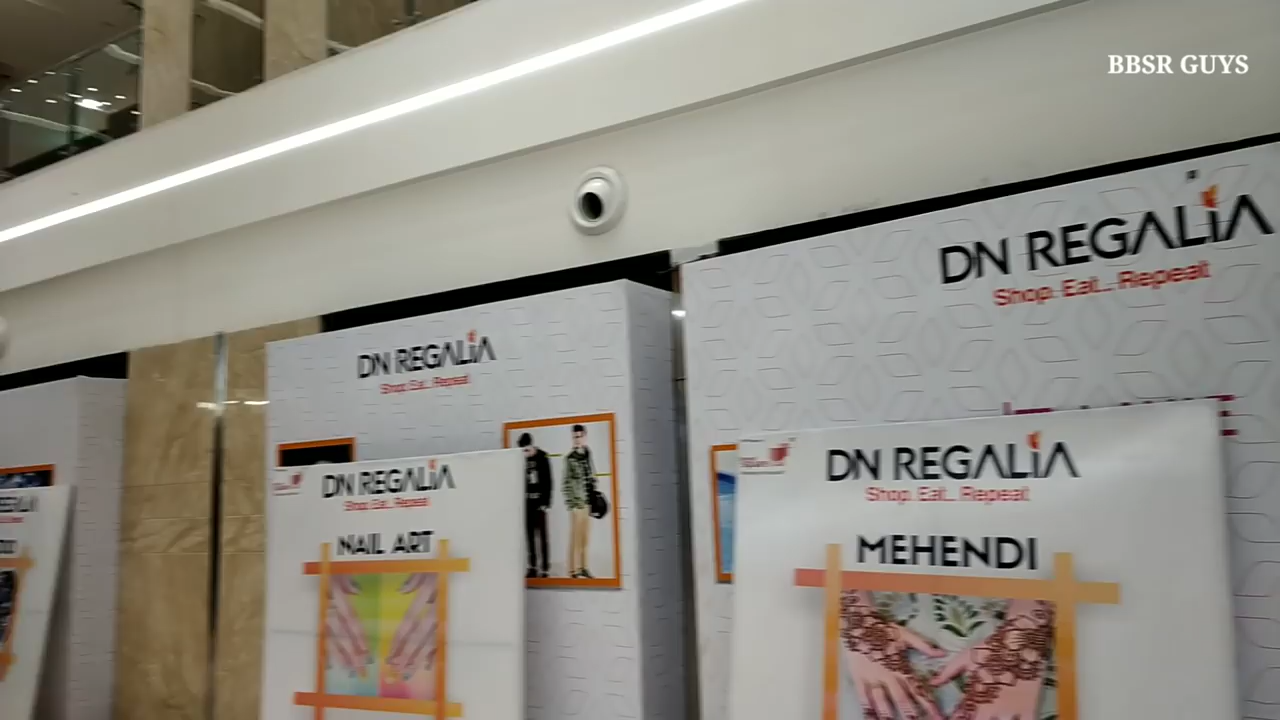 BBSR GUYS
DN REGALIA
Shop. Eat... Repeat
DN REGALIA
Shop. Eat... Repeat
DN REGALIA
Shop. Eat... Repeat
NAIL ART
DN REGALIA
Shop. Eat... Repeat
MEHENDI